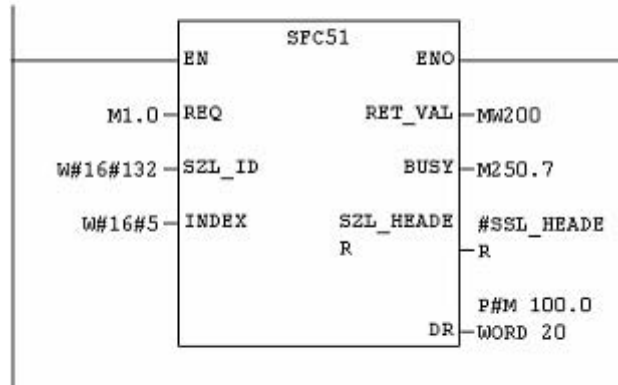 SFC51
EN ENO
M1.0 REQ RET_VAL MW200
W#16#132 SZL_ID BUSY M250.7
W#16#5 INDEX SZL_HEADE #SSL_HEADE
R R
P#M 100.0
DR WORD 20